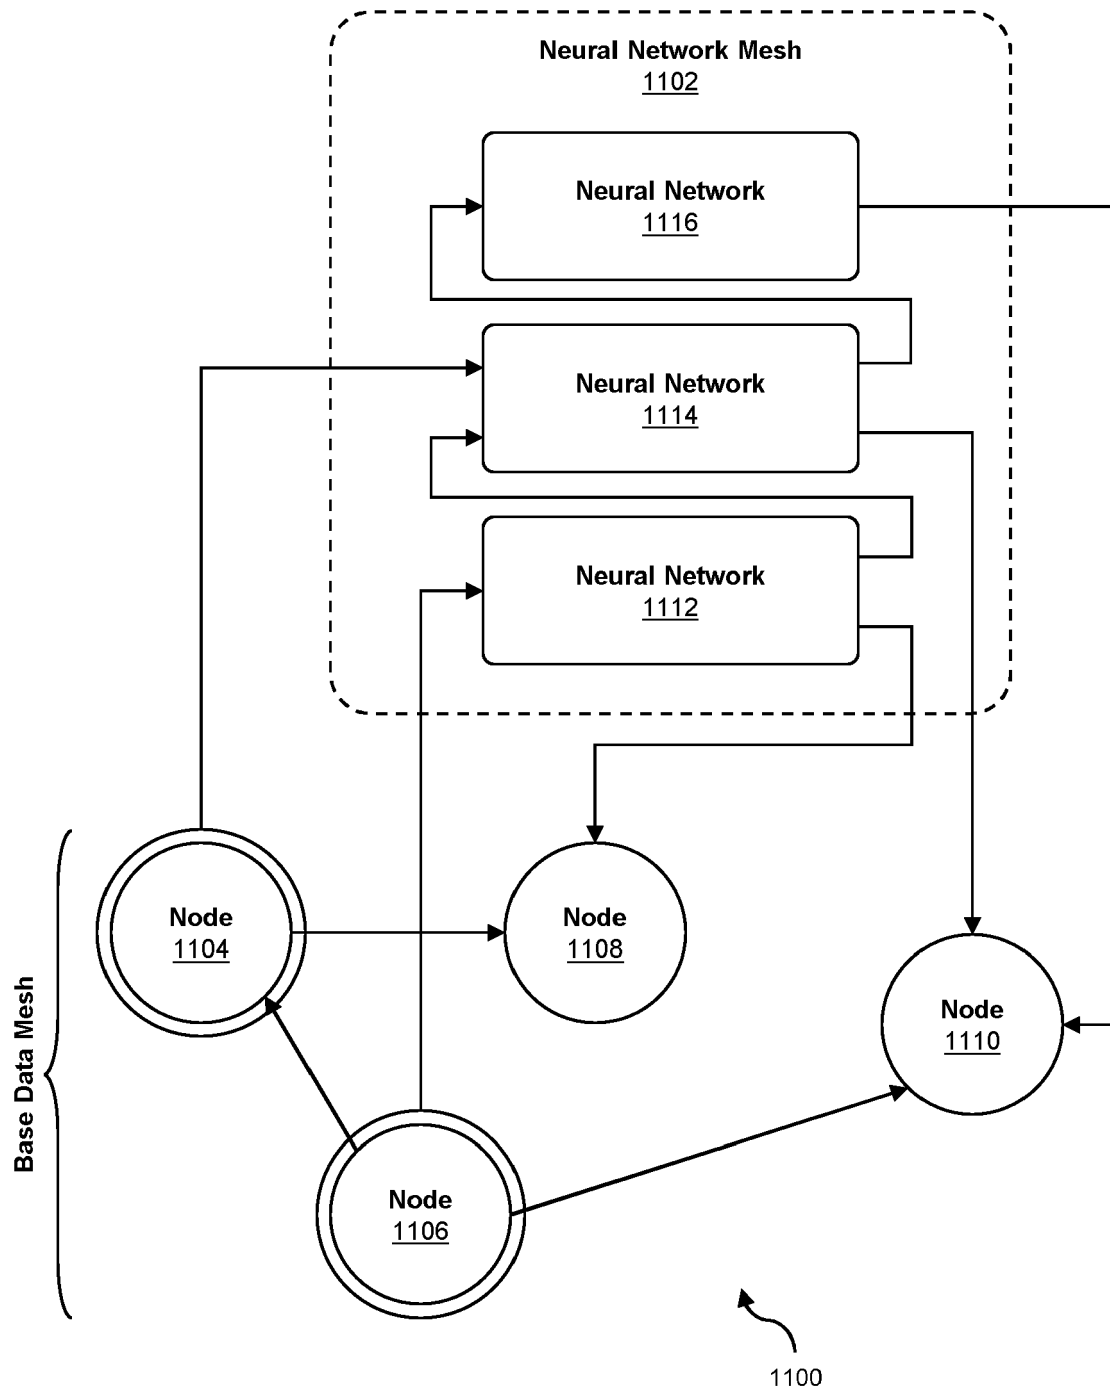 Neural Network Mesh
1102
Neural Network
1116
Neural Network
1114
Neural Network
1112
Node
1104
Node
1108
Node
1110
Base Data Mesh
Node
1106
1100